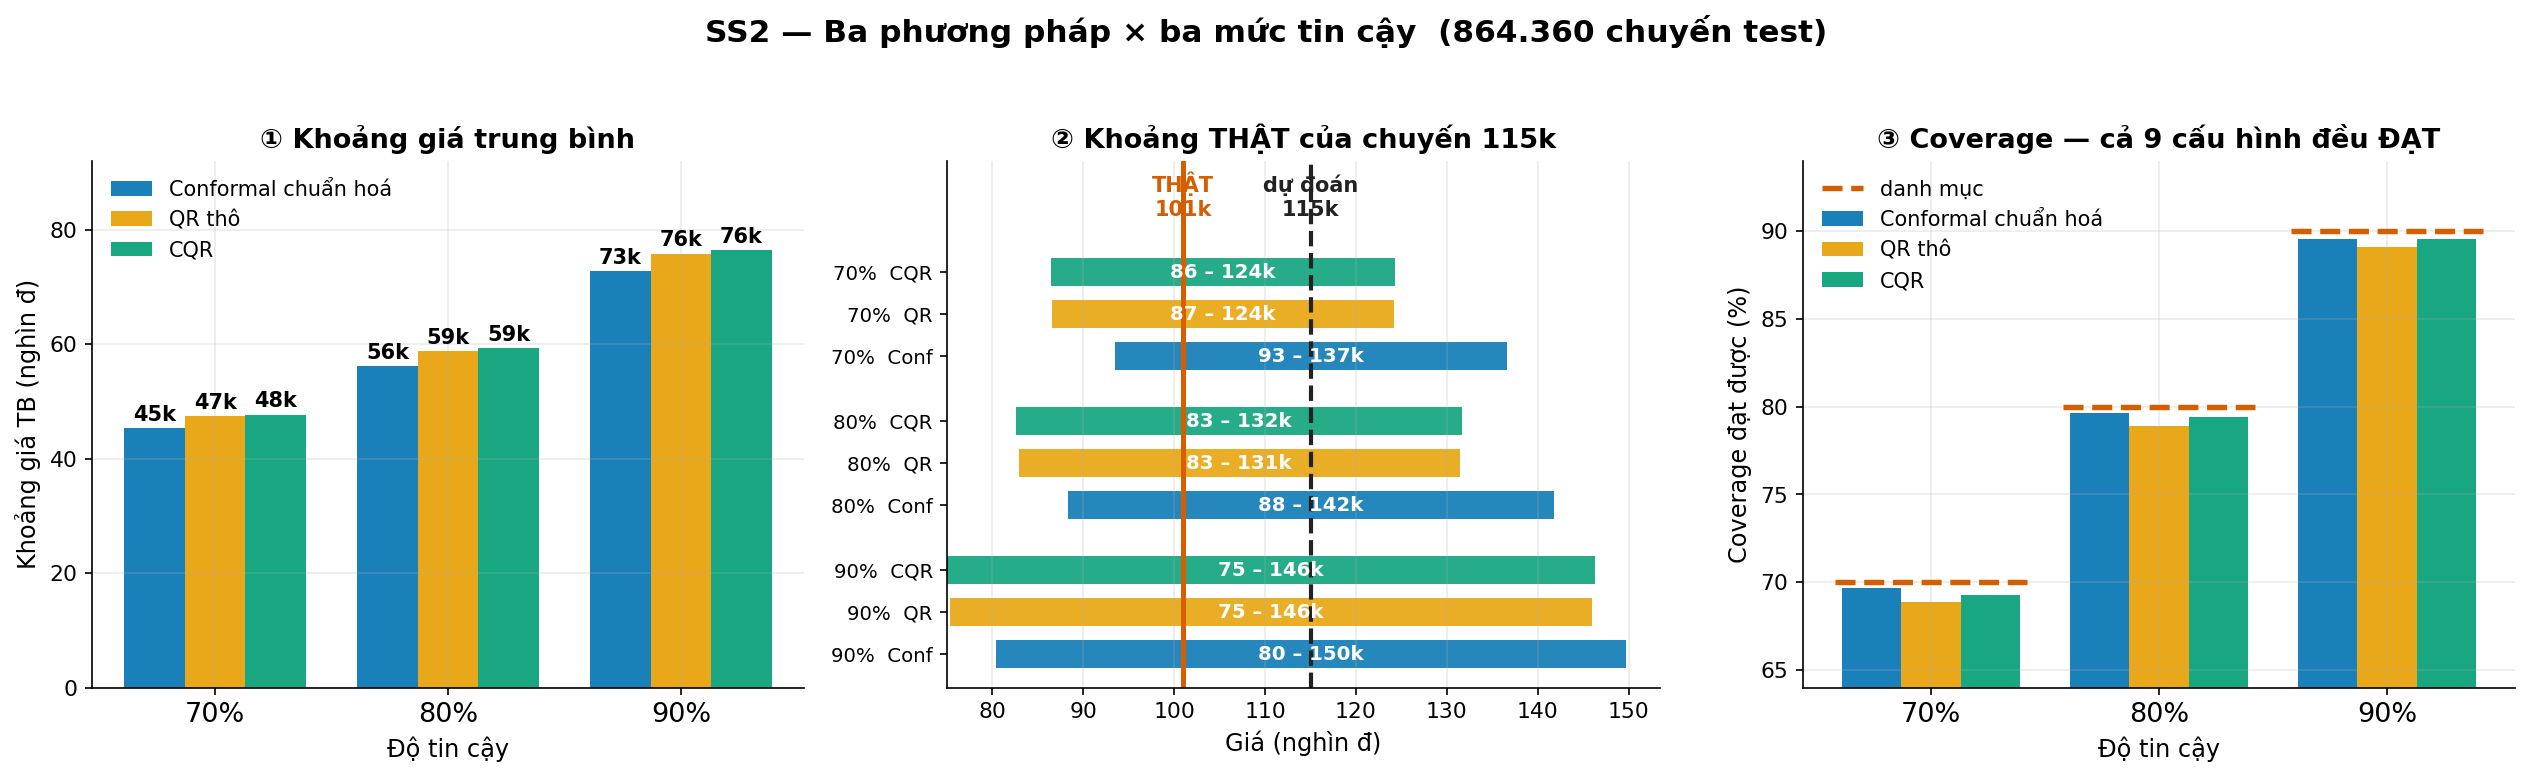 SS2 — Ba phương pháp × ba mức tin cậy (864.360 chuyến test)
① Khoảng giá trung bình
Khoảng giá TB (nghìn đ)
80
60
40
20
0
Conformal chuẩn hoá
QR thô
CQR
45k
47k
48k
56k
59k
59k
73k
76k
76k
70%
80%
90%
Độ tin cậy
② Khoảng THẬT của chuyến 115k
THẬT
101k
dự đoán
115k
70% CQR
86 – 124k
70% QR
87 – 124k
70% Conf
93 – 137k
80% CQR
83 – 132k
80% QR
83 – 131k
80% Conf
88 – 142k
90% CQR
75 – 146k
90% QR
75 – 146k
90% Conf
80 – 150k
80
90
100
110
120
130
140
150
Giá (nghìn đ)
③ Coverage — cả 9 cấu hình đều ĐẠT
Coverage đạt được (%)
90
85
80
75
70
65
danh mục
Conformal chuẩn hoá
QR thô
CQR
70%
80%
90%
Độ tin cậy